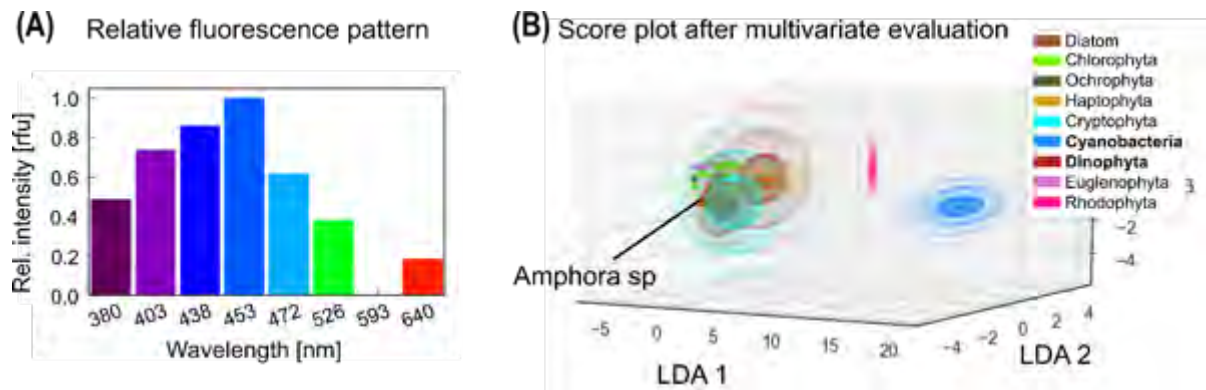 (A) Relative fluorescence pattern
Rel. intensity [rfu]
1.0
0.8
0.6
0.4
0.2
0.0
380 403 438 453 472 526 593 640
Wavelength [nm]
(B) Score plot after multivariate evaluation
Diatom
Chlorophyta
Ochrophyta
Haptophyta
Cryptophyta
Cyanobacteria
Dinophyta
Euglenophyta
Rhodophyta
3
−2
−4
Amphora sp
−5 0 5 10 15 20
LDA 1
−4 −2 0 2 4
LDA 2